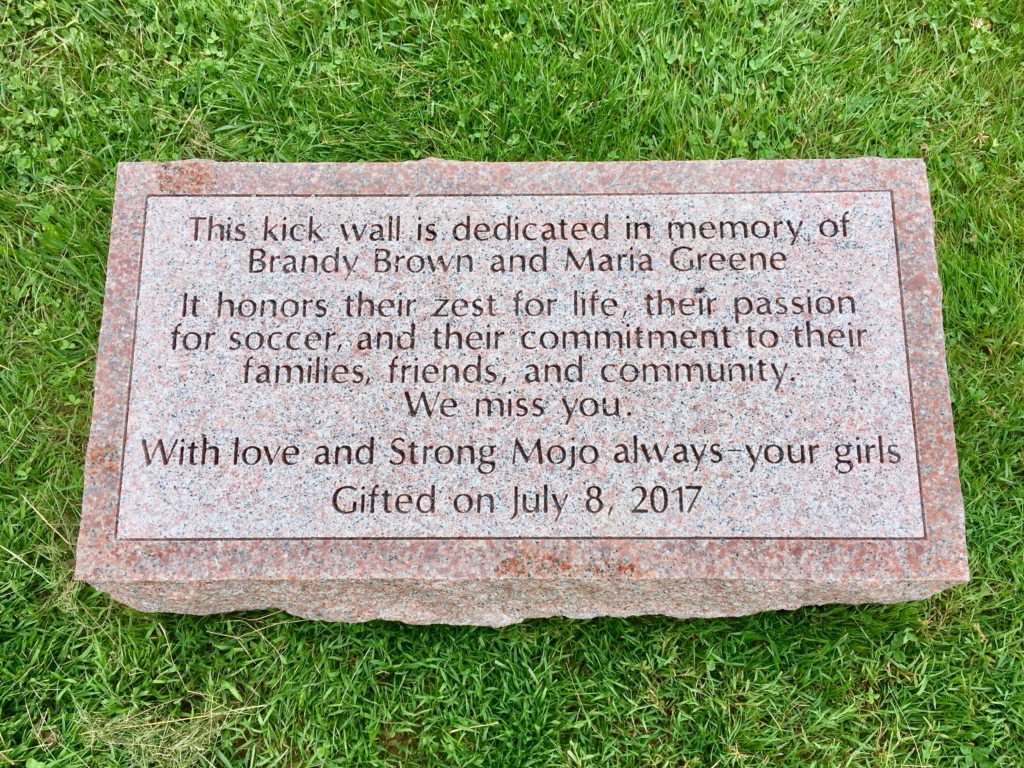 This kick wall is dedicated in memory of
Brandy Brown and Maria Greene
It honors their zest for life, their passion
for soccer, and their commitment to their
families, friends, and community.
We miss you.
With love and Strong Mojo always-your girls
Gifted on July 8, 2017